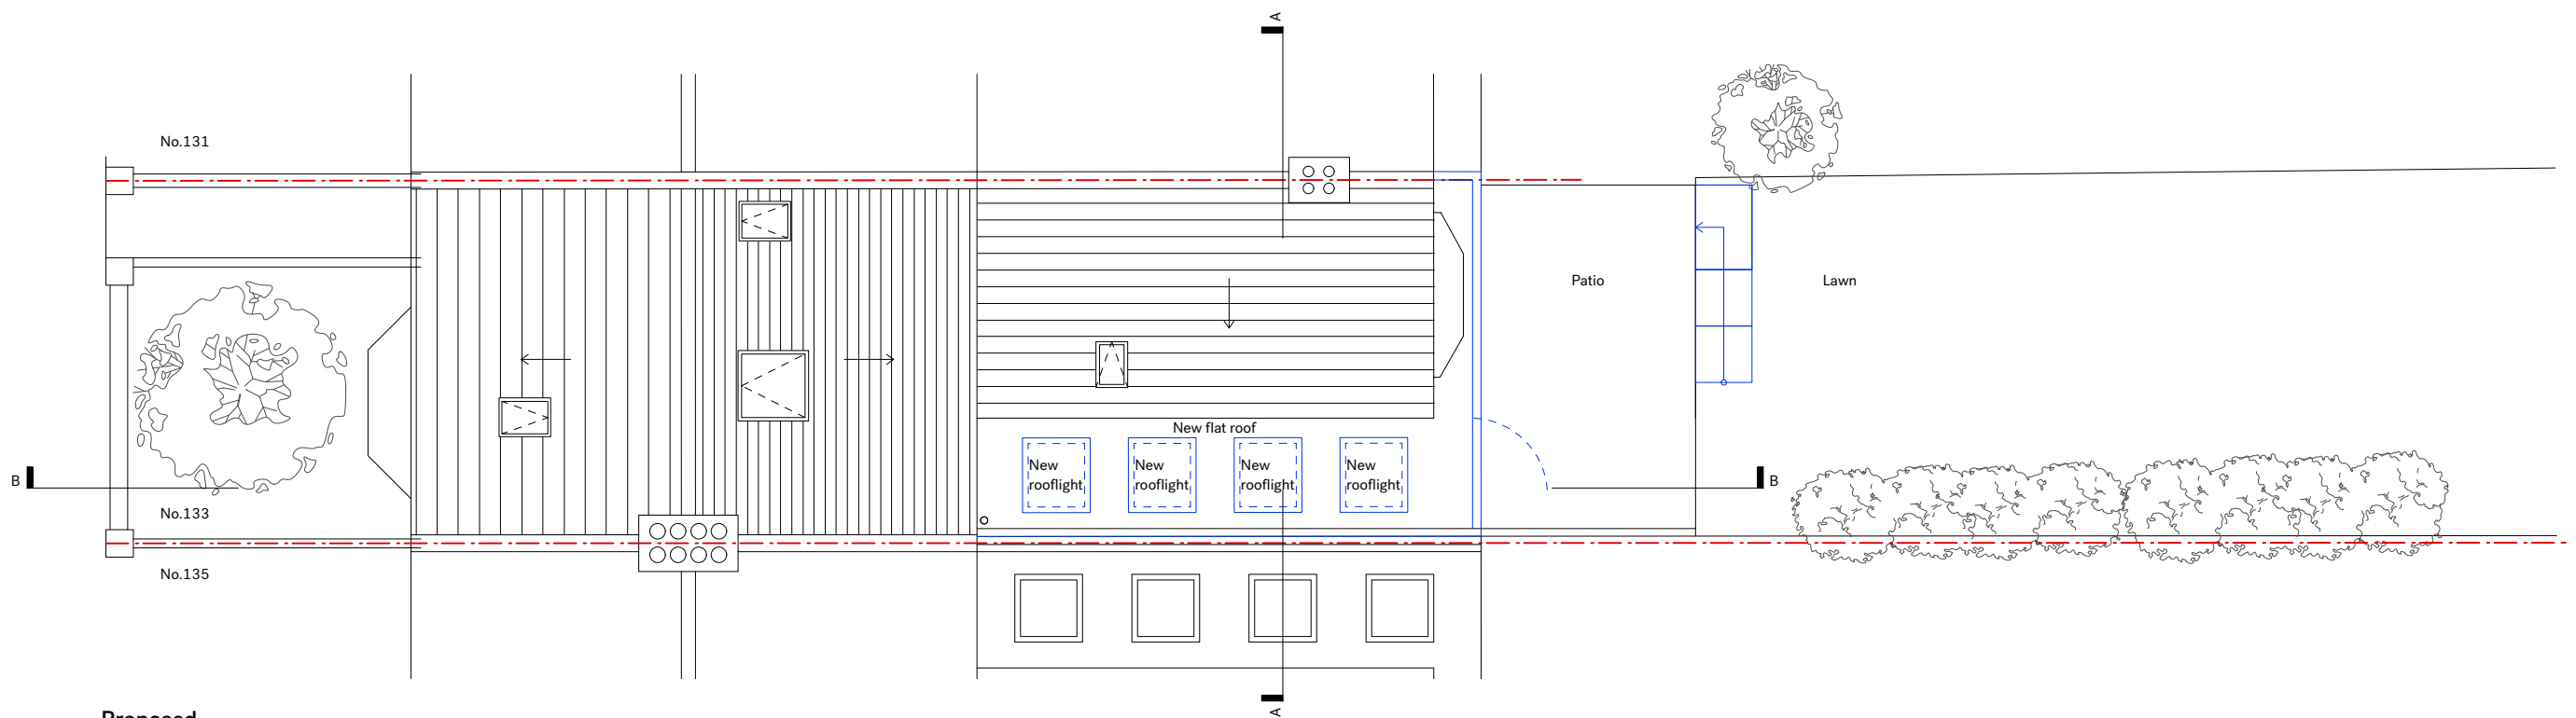 A
No.131
Patio
Lawn
New flat roof
New
rooflight
New
rooflight
New
rooflight
New
rooflight
B
B
No.133
No.135
A
Proposed